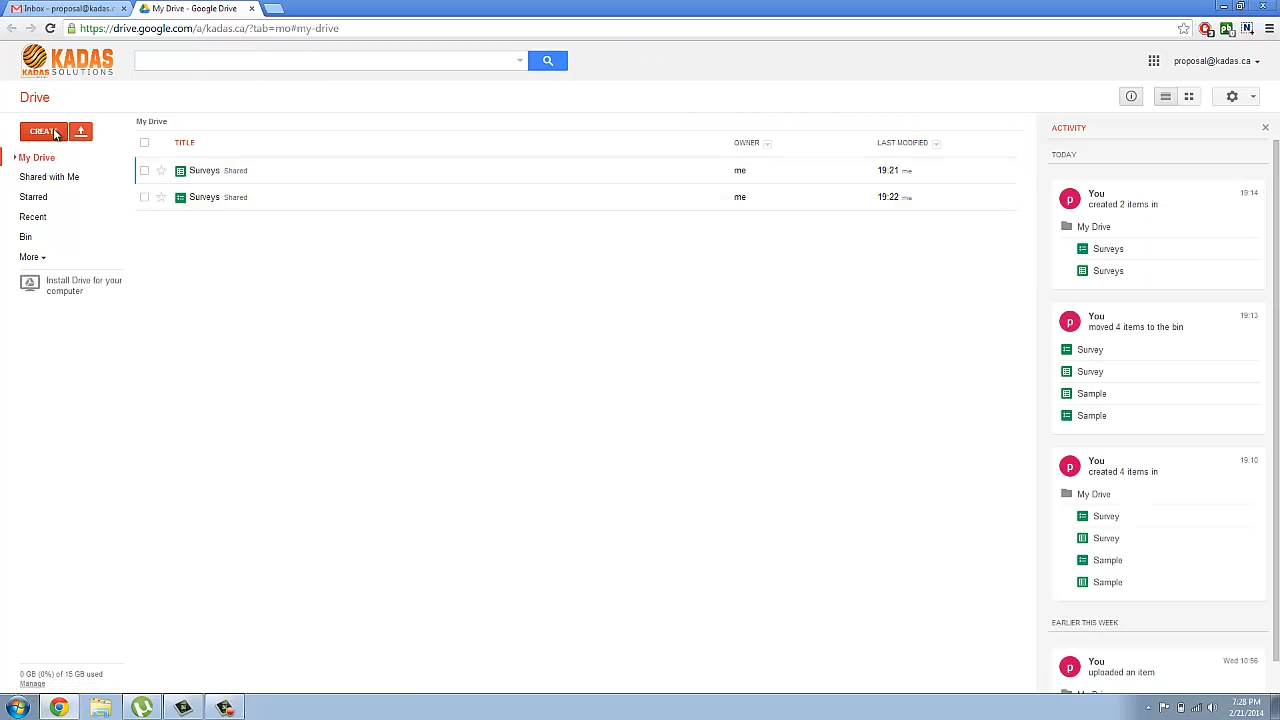 Inbox - proposal@kadas.c
My Drive - Google Drive
https://drive.google.com/a/kadas.ca/?tab=mo#my-drive
KADAS
KADAS SOLUTIONS
proposal@kadas.ca
Drive
CREATE
My Drive
Shared with Me
Starred
Recent
Bin
More
Install Drive for your
computer
0 GB (0%) of 15 GB used
Manage
My Drive
TITLE OWNER LAST MODIFIED
Surveys Shared me 19:21 me
Surveys Shared me 19:22 me
ACTIVITY
TODAY
p
You 19:14
created 2 items in
My Drive
Surveys
Surveys
p
You 19:13
moved 4 items to the bin
Survey
Survey
Sample
Sample
p
You 19:10
created 4 items in
My Drive
Survey
Survey
Sample
Sample
EARLIER THIS WEEK
p
You Wed 10:56
uploaded an item
7:28 PM
2/21/2014